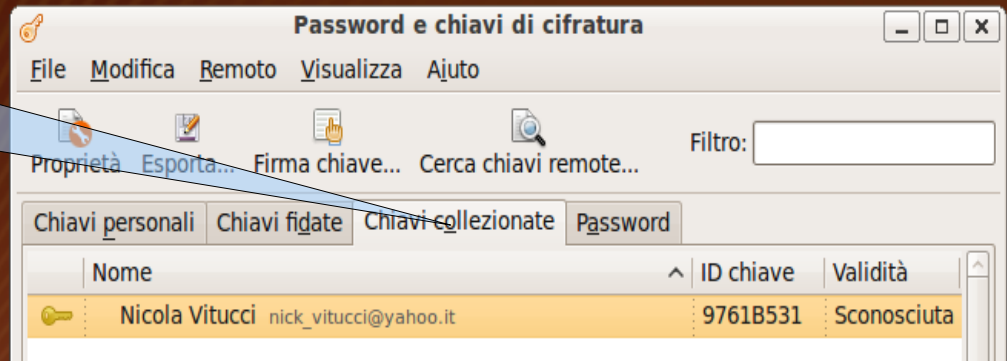 Password e chiavi di cifratura
File Modifica Remoto Visualizza Aiuto
Proprietà Esporta... Firma chiave... Cerca chiavi remote... Filtro:
Chiavi personali Chiavi fidate Chiavi collezionate Password
Nome ID chiave Validità
Nicola Vitucci nick_vitucci@yahoo.it 9761B531 Sconosciuta